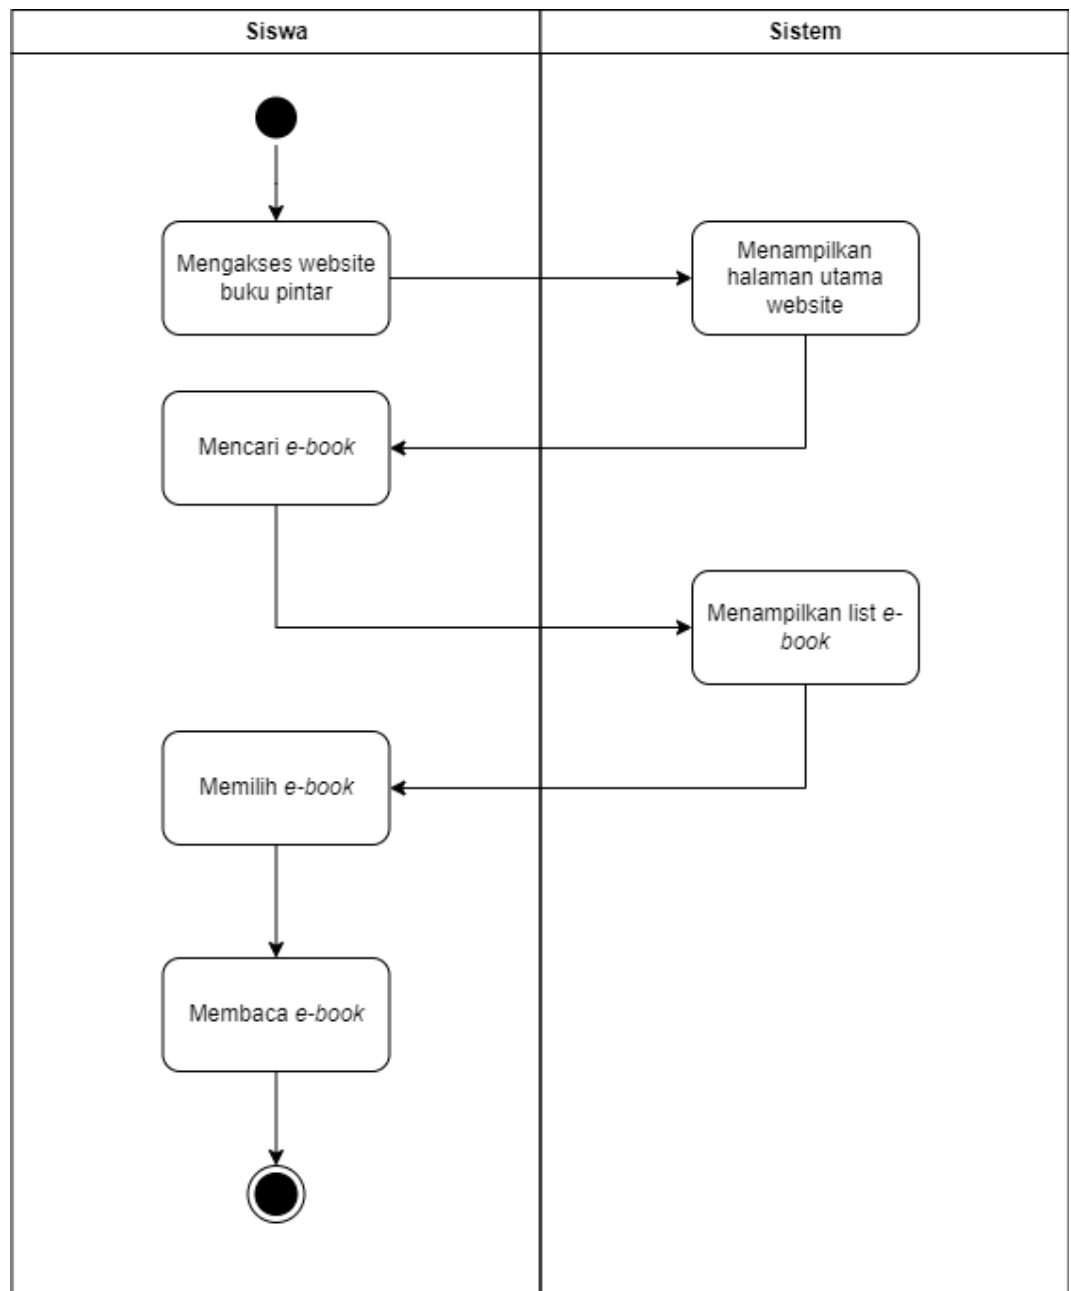 Siswa
Sistem
Mengakses website
buku pintar
Menampilkan
halaman utama
website
Mencari e-book
Menampilkan list e-
book
Memilih e-book
Membaca e-book